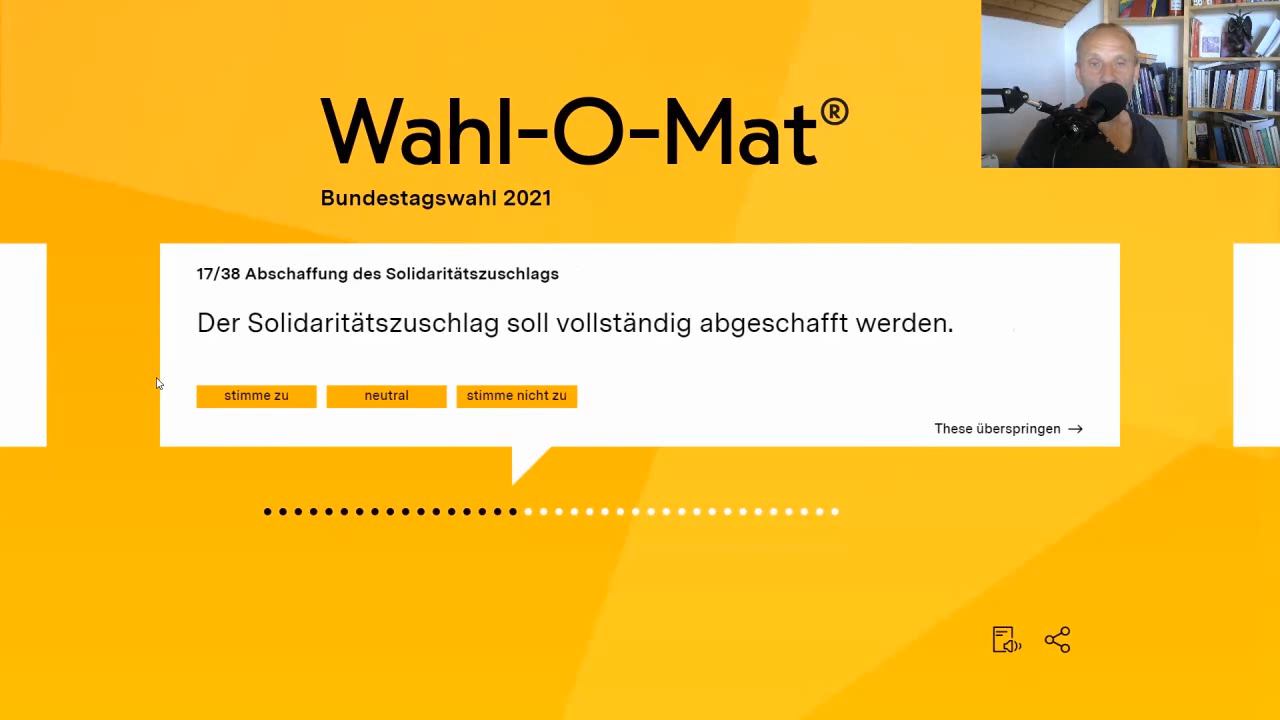 Wahl-O-Mat®
Bundestagswahl 2021
17/38 Abschaffung des Solidaritätszuschlags
Der Solidaritätszuschlag soll vollständig abgeschafft werden.
stimme zu
neutral
stimme nicht zu
These überspringen →